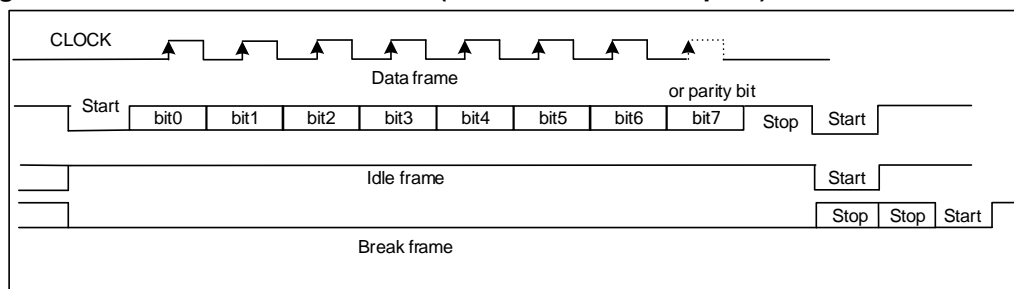 CLOCK
Data frame
or parity bit
Start bit0 bit1 bit2 bit3 bit4 bit5 bit6 bit7 Stop Start
Idle frame Start
Stop Stop Start
Break frame